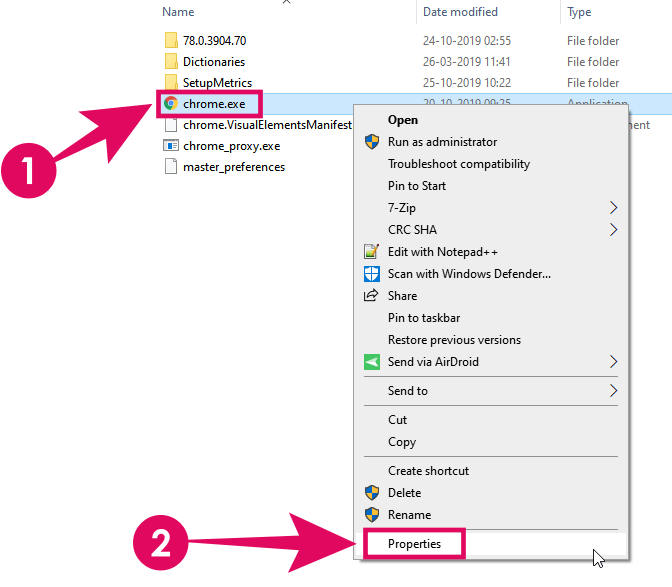 Name Date modified Type
78.0.3904.70 24-10-2019 02:55 File folder
Dictionaries 26-03-2019 11:41 File folder
SetupMetrics 25-10-2019 10:22 File folder
chrome.exe 20-10-2019 09:25 Application
chrome.VisualElementsManifest
chrome_proxy.exe
master_preferences
1
Open
Run as administrator
Troubleshoot compatibility
Pin to Start
7-Zip
CRC SHA
Edit with Notepad++
Scan with Windows Defender...
Share
Pin to taskbar
Restore previous versions
Send via AirDroid
Send to
Cut
Copy
Create shortcut
Delete
Rename
2
Properties